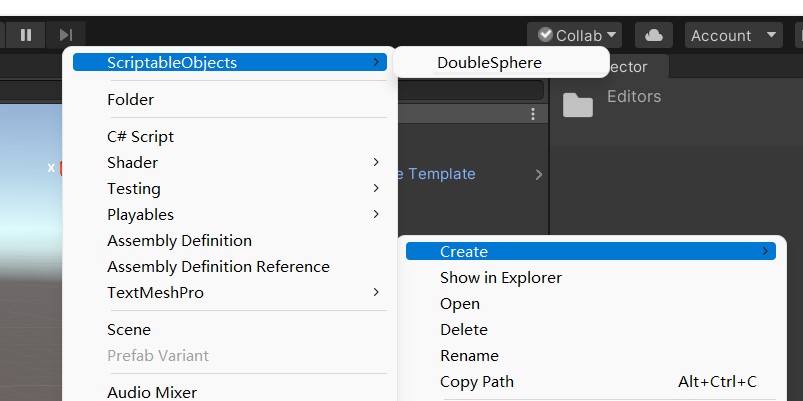 Collab
Account
ScriptableObjects
DoubleSphere
ector
Folder
Editors
C# Script
x
Shader
e Template
Testing
Playables
Assembly Definition
Create
Assembly Definition Reference
Show in Explorer
TextMeshPro
Open
Scene
Delete
Prefab Variant
Rename
Copy Path Alt+Ctrl+C
Audio Mixer